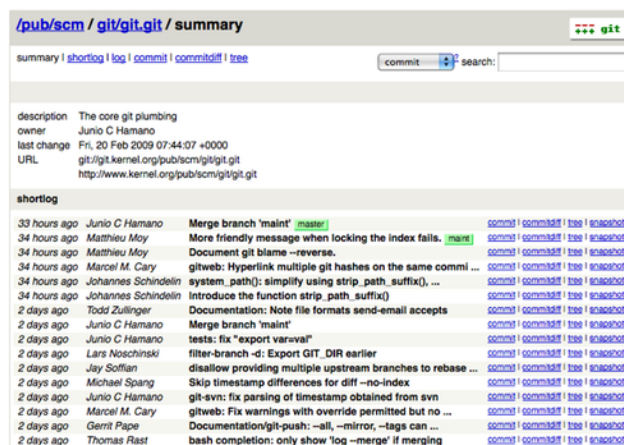 /pub/scm / git/git.git / summary
git
summary | shortlog | log | commit | commitdiff | tree
commit ? search:
description The core git plumbing
owner Junio C Hamano
last change Fri, 20 Feb 2009 07:44:07 +0000
URL git://git.kernel.org/pub/scm/git/git.git
http://www.kernel.org/pub/scm/git/git.git
shortlog
33 hours ago Junio C Hamano Merge branch 'maint' master commit | commitdiff | tree | snapshot
34 hours ago Matthieu Moy More friendly message when locking the index fails. maint commit | commitdiff | tree | snapshot
34 hours ago Matthieu Moy Document git blame --reverse. commit | commitdiff | tree | snapshot
34 hours ago Marcel M. Cary gitweb: Hyperlink multiple git hashes on the same commi ... commit | commitdiff | tree | snapshot
34 hours ago Johannes Schindelin system_path(): simplify using strip_path_suffix(), ... commit | commitdiff | tree | snapshot
34 hours ago Johannes Schindelin Introduce the function strip_path_suffix() commit | commitdiff | tree | snapshot
2 days ago Todd Zullinger Documentation: Note file formats send-email accepts commit | commitdiff | tree | snapshot
2 days ago Junio C Hamano Merge branch 'maint' commit | commitdiff | tree | snapshot
2 days ago Junio C Hamano tests: fix "export var=val" commit | commitdiff | tree | snapshot
2 days ago Lars Noschinski filter-branch -d: Export GIT_DIR earlier commit | commitdiff | tree | snapshot
2 days ago Jay Soffian disallow providing multiple upstream branches to rebase ... commit | commitdiff | tree | snapshot
2 days ago Michael Spang Skip timestamp differences for diff --no-index commit | commitdiff | tree | snapshot
2 days ago Junio C Hamano git-svn: fix parsing of timestamp obtained from svn commit | commitdiff | tree | snapshot
2 days ago Marcel M. Cary gitweb: Fix warnings with override permitted but no ... commit | commitdiff | tree | snapshot
2 days ago Gerrit Pape Documentation/git-push: --all, --mirror, --tags can ... commit | commitdiff | tree | snapshot
2 days ago Thomas Rast bash completion: only show 'log --merge' if merging commit | commitdiff | tree | snapshot